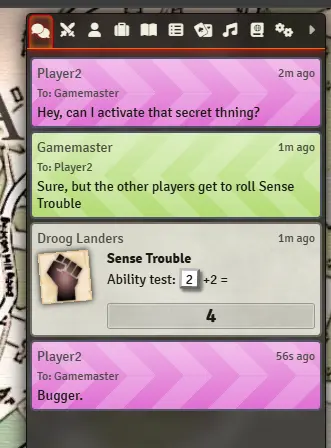 Player2 2m ago
To: Gamemaster
Hey, can I activate that secret thning?
Gamemaster 1m ago
To: Player2
Sure, but the other players get to roll Sense
Trouble
Droog Landers 1m ago
Sense Trouble
Ability test: 2 +2 =
4
Player2 56s ago
To: Gamemaster
Bugger.